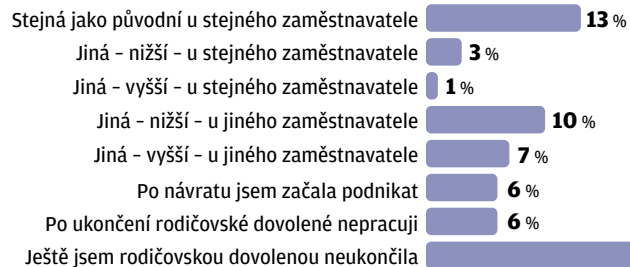 Stejná jako původní u stejného zaměstnavatele 13 %
Jiná – nižší – u stejného zaměstnavatele 3 %
Jiná – vyšší – u stejného zaměstnavatele 1 %
Jiná – nižší – u jiného zaměstnavatele 10 %
Jiná – vyšší – u jiného zaměstnavatele 7 %
Po návratu jsem začala podnikat 6 %
Po ukončení rodičovské dovolené nepracuji 6 %
Ještě jsem rodičovskou dovolenou neukončila